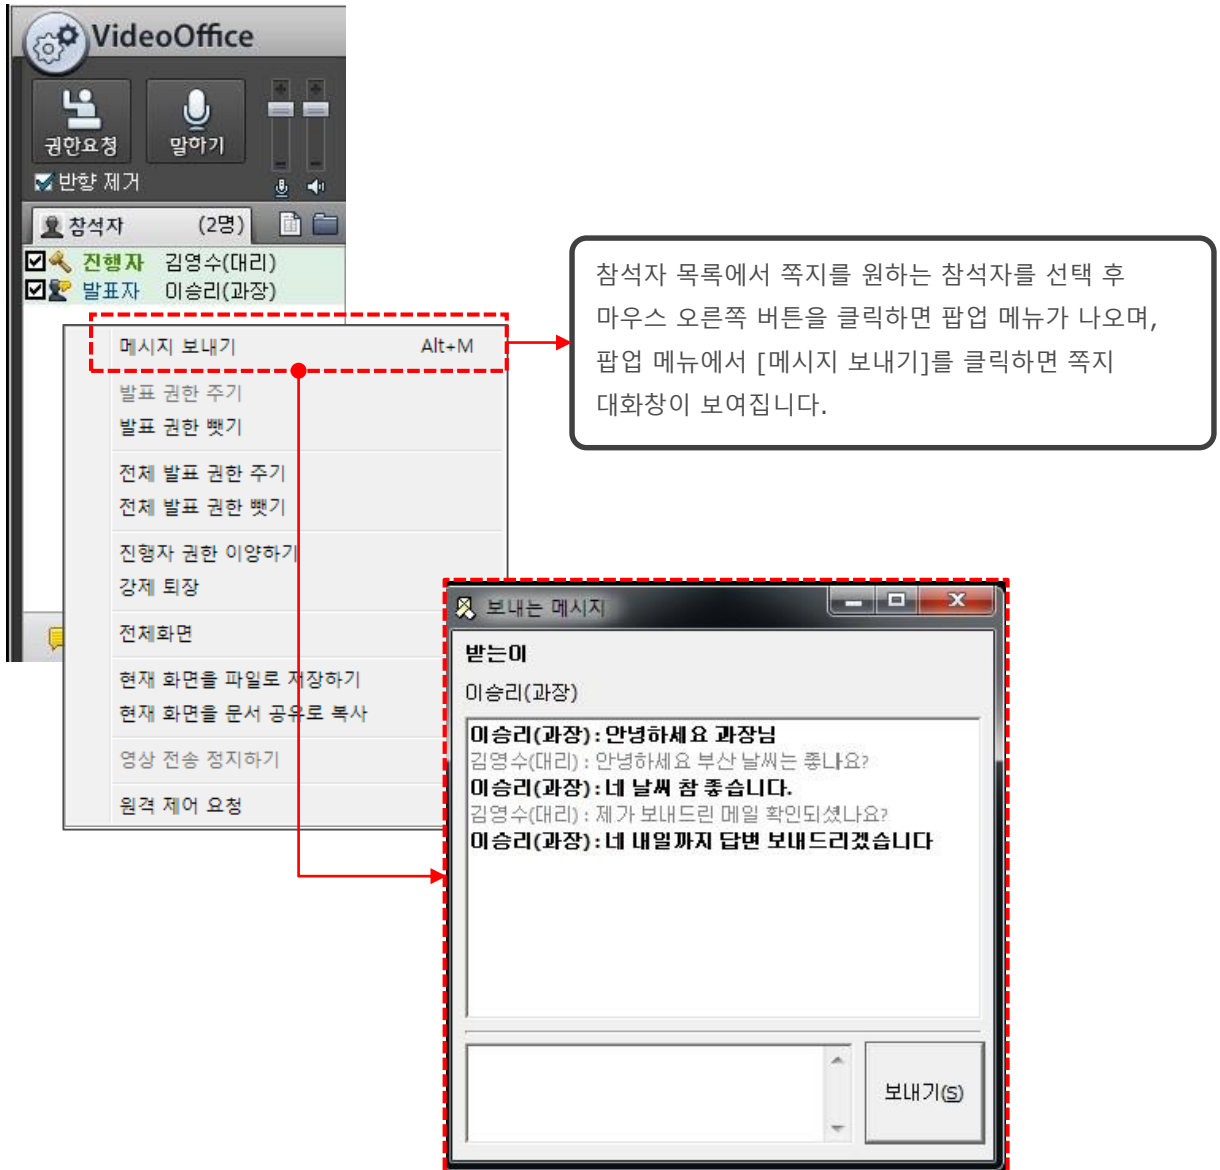 VideoOffice
권한요청
말하기
반향 제거
참석자 (2명)
진행자 김영수(대리)
발표자 이승리(과장)
메시지 보내기 Alt+M
발표 권한 주기
발표 권한 뺏기
전체 발표 권한 주기
전체 발표 권한 뺏기
진행자 권한 이양하기
강제 퇴장
전체화면
현재 화면을 파일로 저장하기
현재 화면을 문서 공유로 복사
영상 전송 정지하기
원격 제어 요청
참석자 목록에서 쪽지를 원하는 참석자를 선택 후
마우스 오른쪽 버튼을 클릭하면 팝업 메뉴가 나오며,
팝업 메뉴에서 [메시지 보내기]를 클릭하면 쪽지
대화창이 보여집니다.
보내는 메시지
받는이
이승리(과장)
이승리(과장) : 안녕하세요 과장님
김영수(대리) : 안녕하세요 부산 날씨는 좋나요?
이승리(과장) : 네 날씨 참 좋습니다.
김영수(대리) : 제가 보내드린 메일 확인되셨나요?
이승리(과장) : 네 내일까지 답변 보내드리겠습니다
보내기(S)